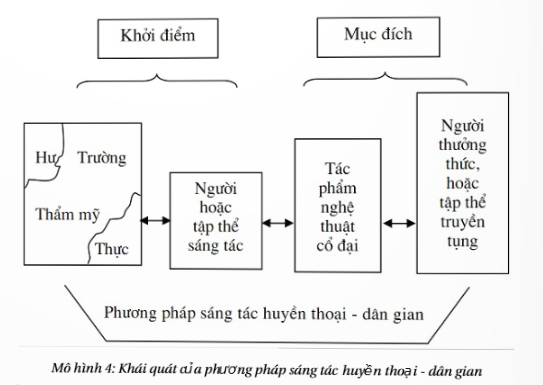 Khởi điểm
Mục đích
Hư
Trường
Thẩm mỹ
Thực
Người
hoặc
tập thể
sáng tác
Tác
phẩm
nghệ
thuật
cổ đại
Người
thưởng
thức,
hoặc
tập thể
truyền
tụng
Phương pháp sáng tác huyền thoại - dân gian
Mô hình 4: Khái quát của phương pháp sáng tác huyền thoại - dân gian